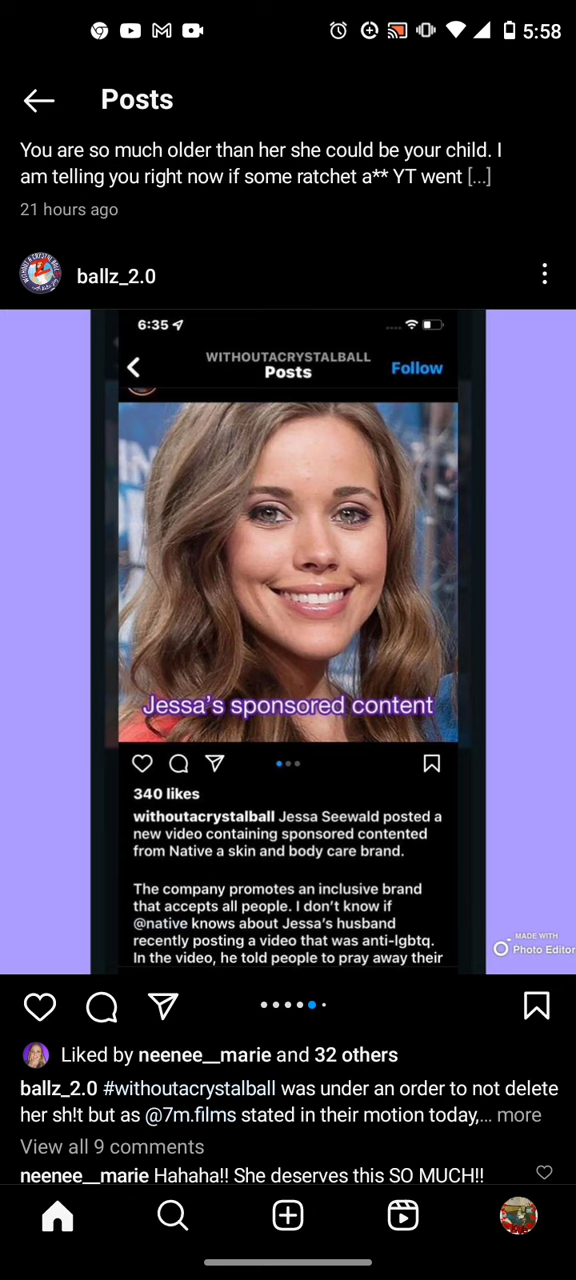 5:58
Posts
You are so much older than her she could be your child. I
am telling you right now if some ratchet a** YT went [...]
21 hours ago
ballz_2.0
6:35
WITHOUTACRYSTALBALL
Posts
Follow
Jessa's sponsored content
340 likes
withoutacrystalball Jessa Seewald posted a
new video containing sponsored contented
from Native a skin and body care brand.
The company promotes an inclusive brand
that accepts all people. I don't know if
@native knows about Jessa's husband
recently posting a video that was anti-lgbtq.
In the video, he told people to pray away their
MADE WITH
Photo Editor
Liked by neenee__marie and 32 others
ballz_2.0 #withoutacrystalball was under an order to not delete
her sh!t but as @7m.films stated in their motion today,... more
View all 9 comments
neenee__marie Hahaha!! She deserves this SO MUCH!!